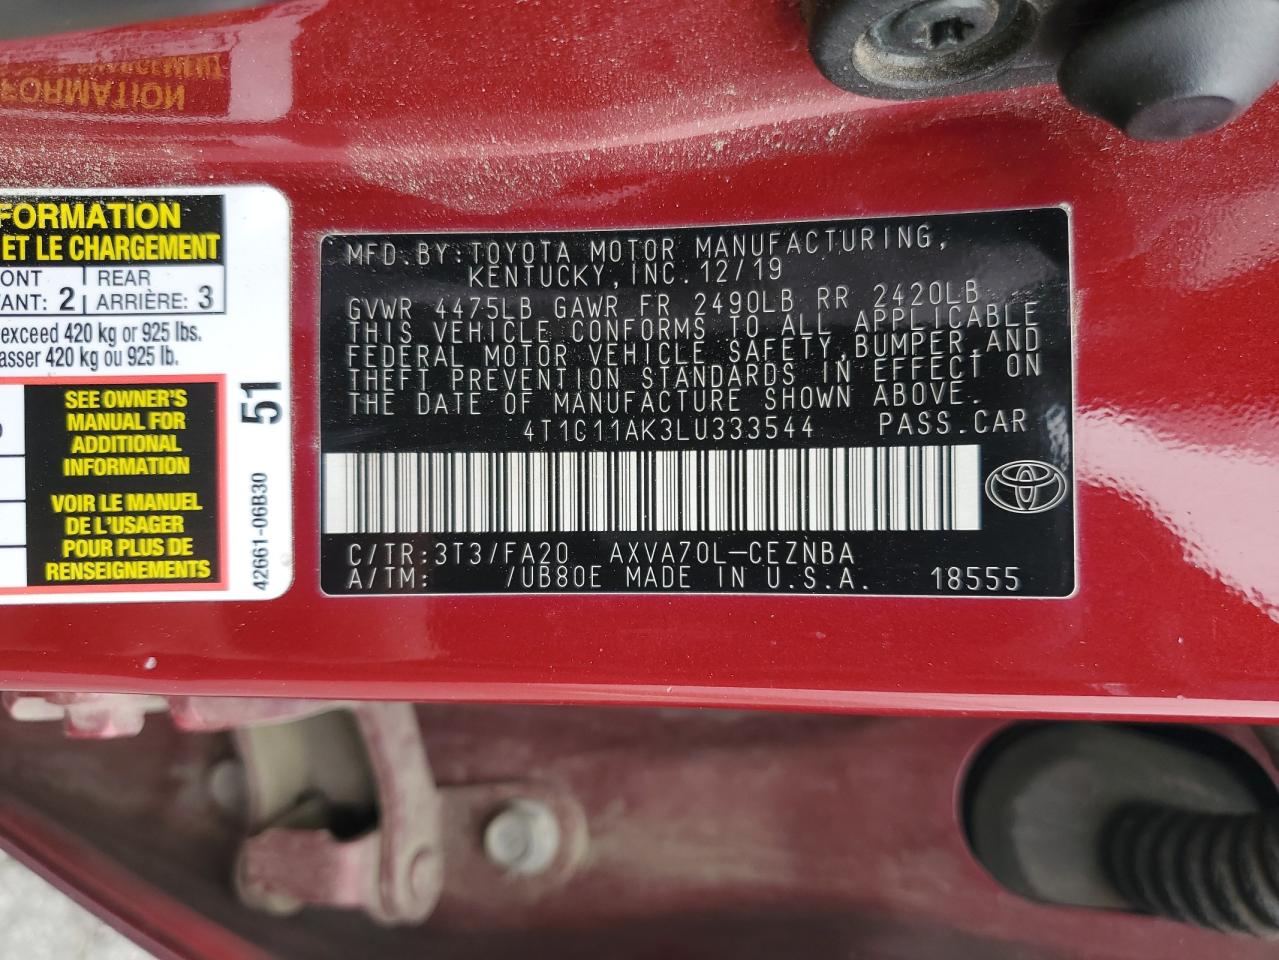 FORMATION
ET LE CHARGEMENT
REAR
ANT: 2 ARRIÈRE: 3
exceed 420 kg or 925 lbs.
asser 420 kg ou 925 lb.
SEE OWNER'S
MANUAL FOR
ADDITIONAL
INFORMATION
VOIR LE MANUEL
DE L'USAGER
POUR PLUS DE
RENSEIGNEMENTS
51
42661-06B30
MFD.BY:TOYOTA MOTOR MANUFACTURING,
KENTUCKY,INC.12/19
GVWR 4475LB GAWR FR 2490LB RR 2420LB
THIS VEHICLE CONFORMS TO ALL APPLICABLE
FEDERAL MOTOR VEHICLE SAFETY,BUMPER,AND
THEFT PREVENTION STANDARDS IN EFFECT ON
THE DATE OF MANUFACTURE SHOWN ABOVE.
4T1C11AK3LU333544 PASS.CAR
C/TR:3T3/FA20 AXVA70L-CEZNBA
A/TM: /UB80E MADE IN U.S.A. 18555